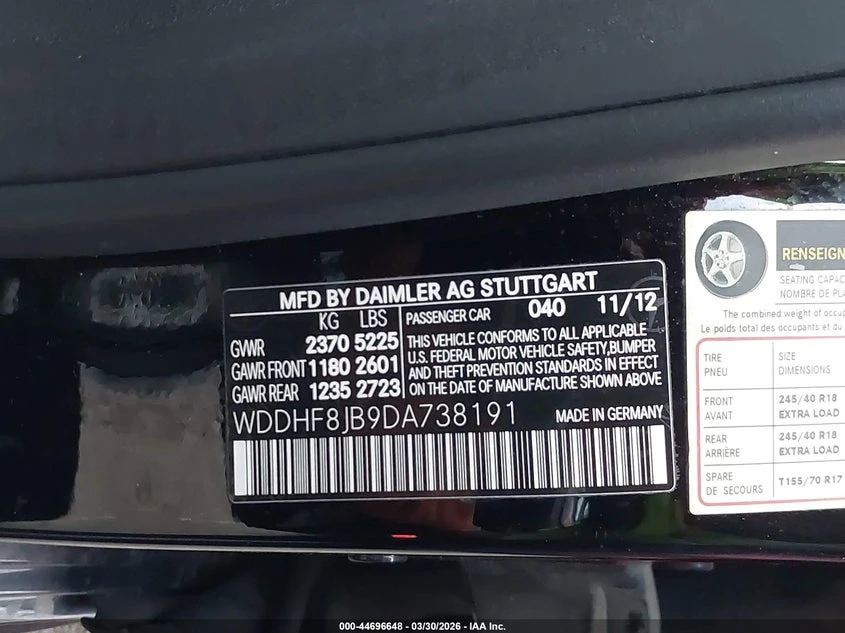 MFD BY DAIMLER AG STUTTGART
KG LBS PASSENGER CAR 040 11/12
GVWR 2370 5225
GAWR FRONT 1180 2601
GAWR REAR 1235 2723
THIS VEHICLE CONFORMS TO ALL APPLICABLE
U.S. FEDERAL MOTOR VEHICLE SAFETY,BUMPER
AND THEFT PREVENTION STANDARDS IN EFFECT
ON THE DATE OF MANUFACTURE SHOWN ABOVE
WDDHF8JB9DA738191 MADE IN GERMANY
RENSEIGN
SEATING CAPAC
NOMBRE DE PLA
The combined weight of occup
Le poids total des occupants et du
TIRE SIZE
PNEU DIMENSIONS
FRONT 245/40 R18
AVANT EXTRA LOAD
REAR 245/40 R18
ARRIÈRE EXTRA LOAD
SPARE
DE SECOURS T155/70 R17
000-44696648 - 03/30/2026 - IAA Inc.